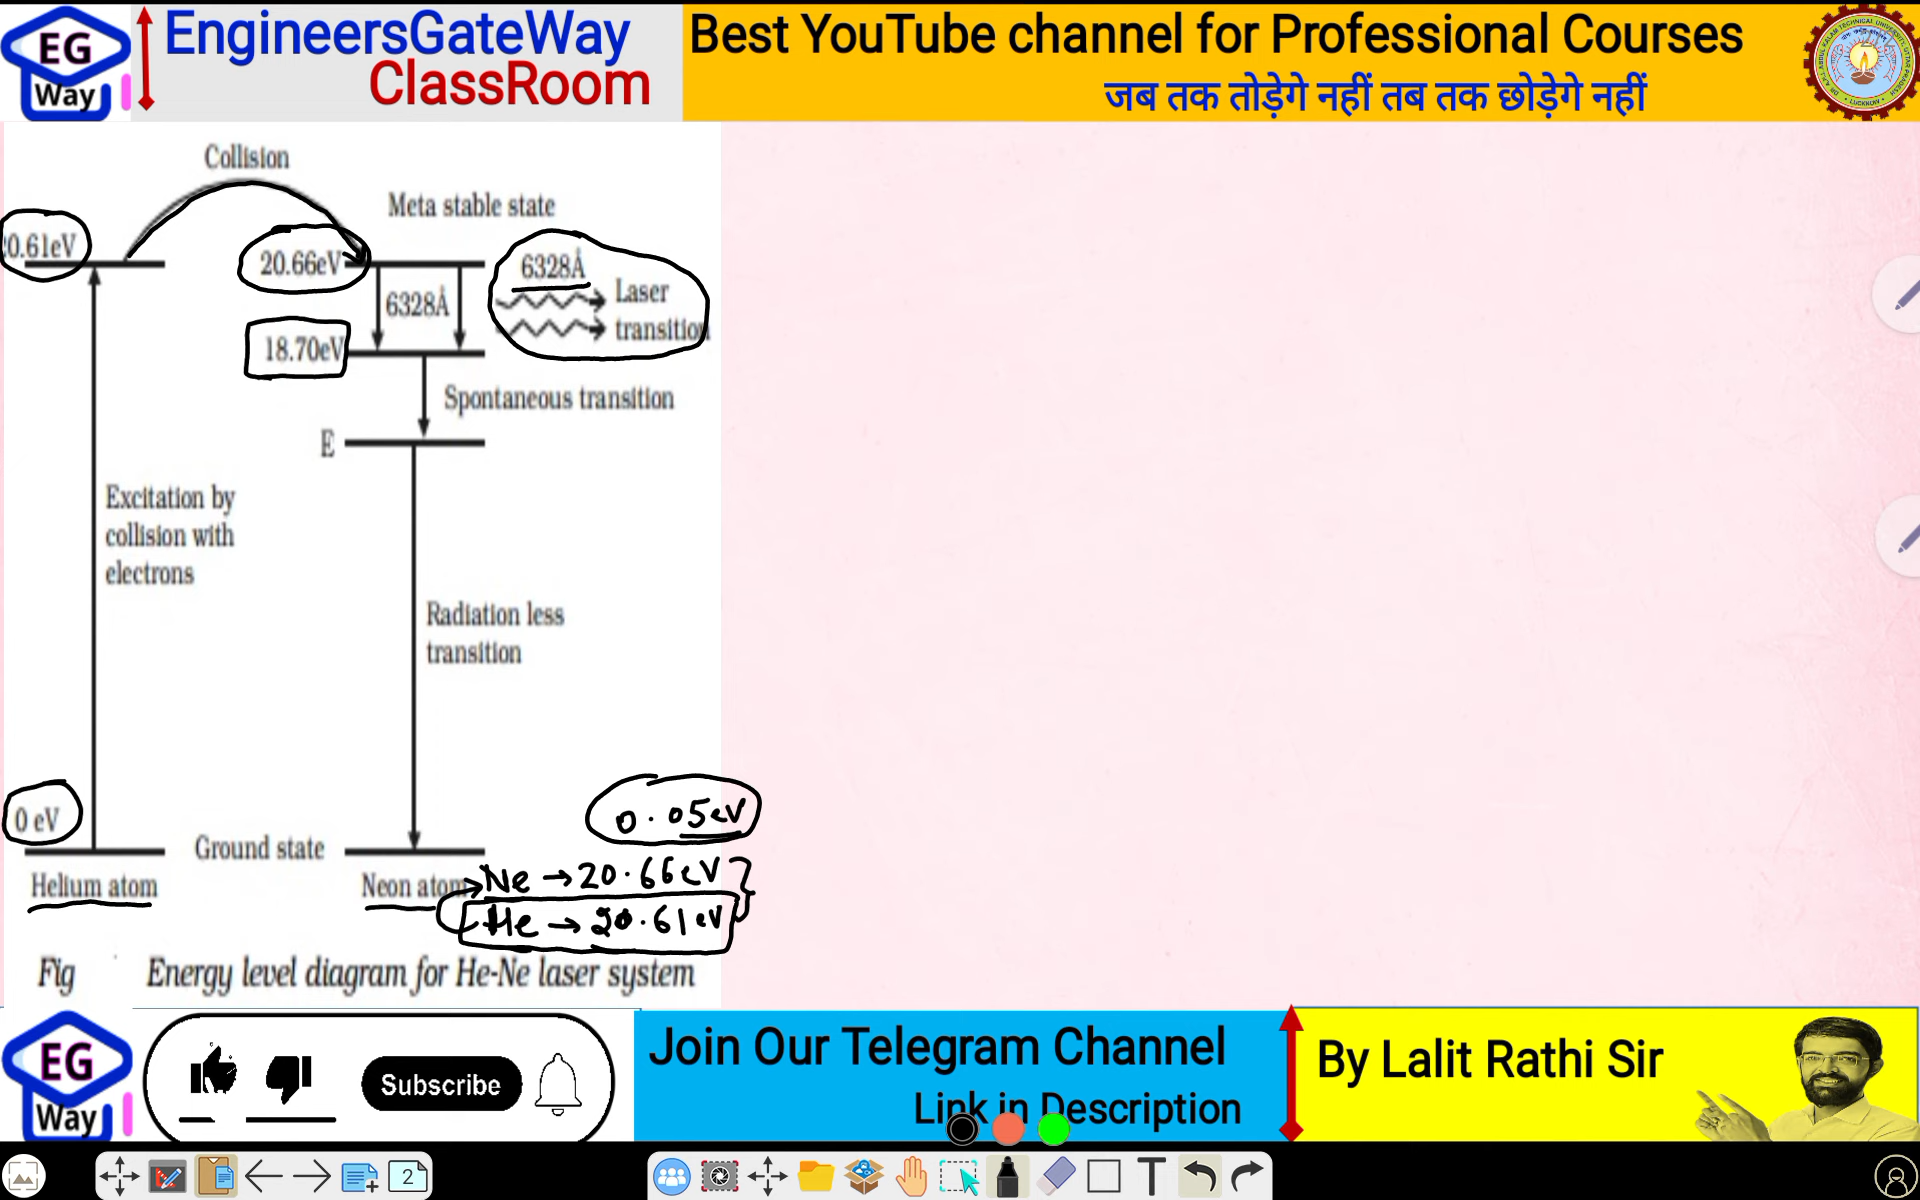 EG
Way
EngineersGateWay
ClassRoom
Best YouTube channel for Professional Courses
जब तक तोड़ेगे नहीं तब तक छोड़ेगे नहीं
LUCKNOW
Collision
Meta stable state
20.61eV
20.66eV
6328Å
6328Å
Laser
transition
18.70eV
Spontaneous transition
E
Excitation by
collision with
electrons
Radiation less
transition
0 eV
0.05eV
Ground state
Helium atom
Neon atom
Ne → 20.66eV
He → 20.61eV
Fig
Energy level diagram for He-Ne laser system
EG
Way
Subscribe
Join Our Telegram Channel
Link in Description
By Lalit Rathi Sir
2
T